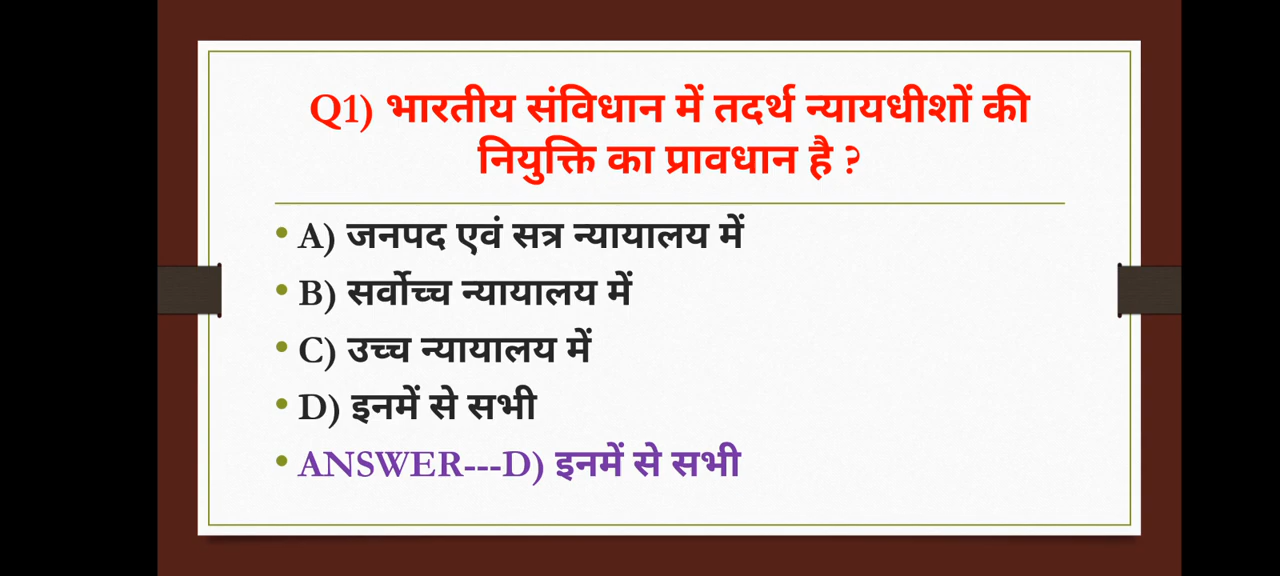 Q1) भारतीय संविधान में तदर्थ न्यायधीशों की
नियुक्ति का प्रावधान है ?
• A) जनपद एवं सत्र न्यायालय में
• B) सर्वोच्च न्यायालय में
• C) उच्च न्यायालय में
• D) इनमें से सभी
• ANSWER---D) इनमें से सभी